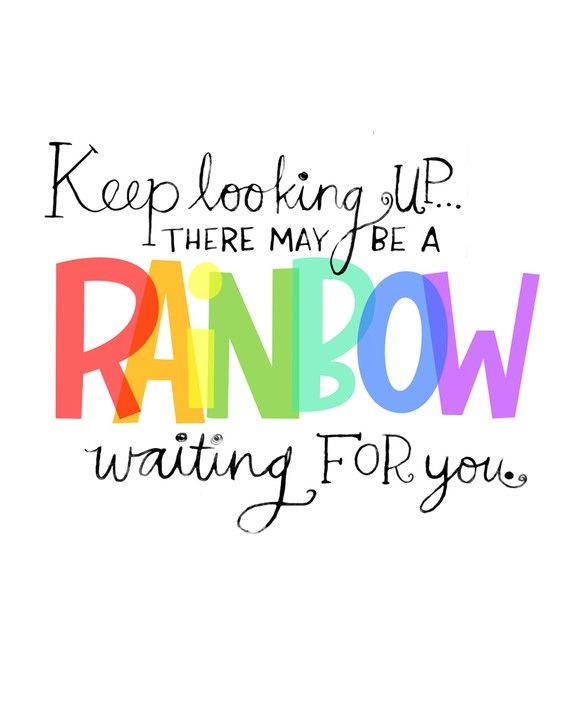 Keep looking UP...
THERE MAY BE A
RAiNBOW
waiting FOR you.